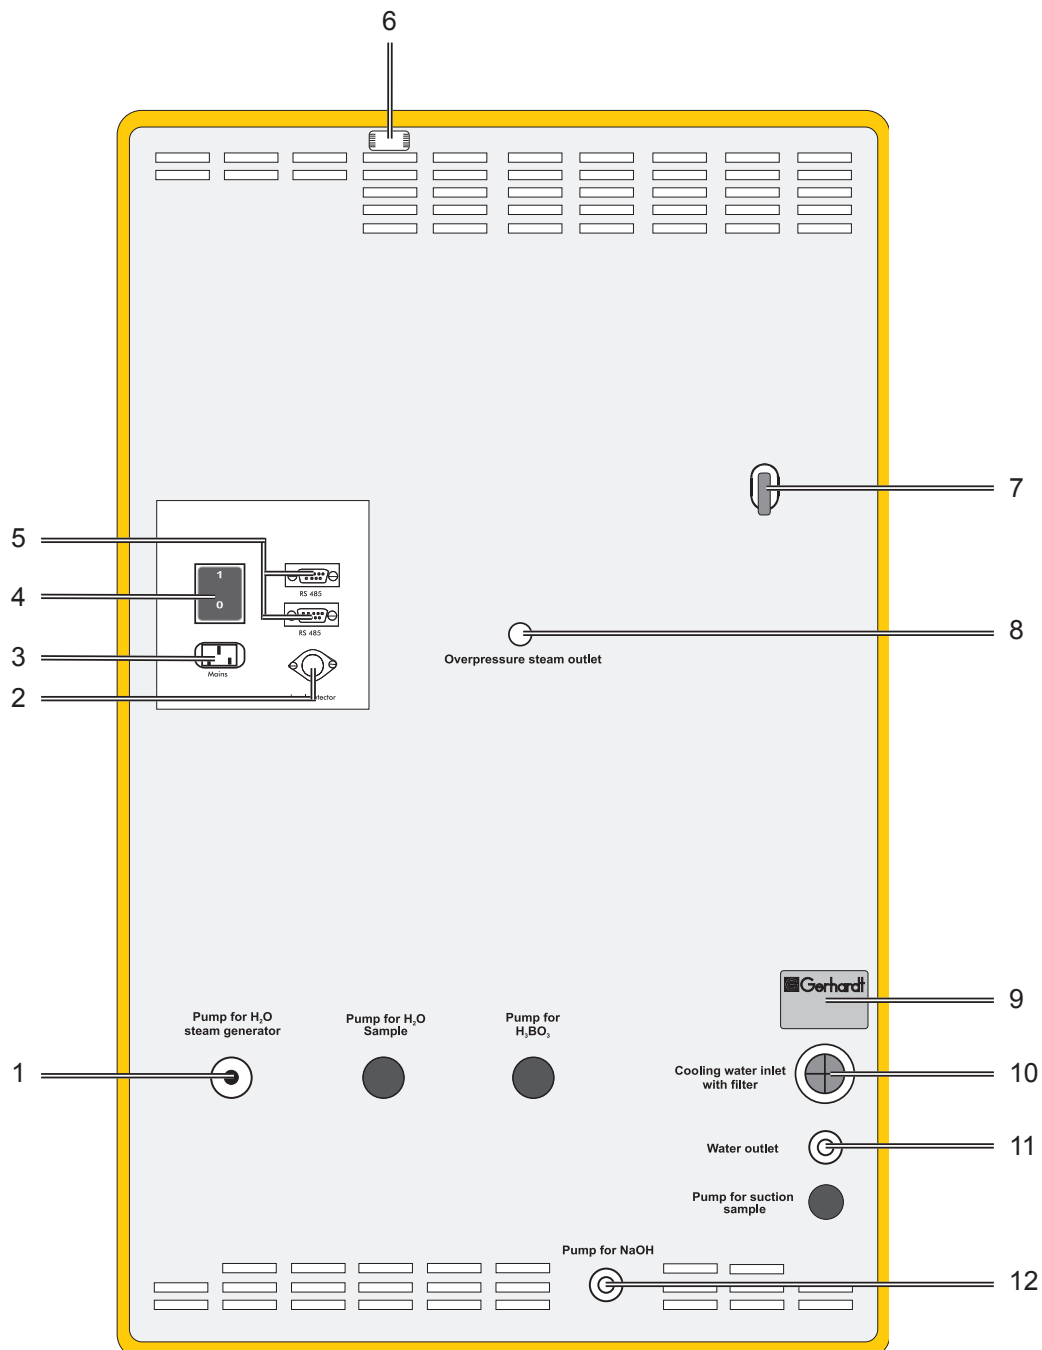 6
7
5
1
0
4
RS 485
RS 485
3
Mains
2
8
Overpressure steam outlet
Gerhardt
9
Pump for H₂O
steam generator
Pump for H₂O
Sample
Pump for
H₃BO₃
1
Cooling water inlet
with filter
10
Water outlet
11
Pump for suction
sample
Pump for NaOH
12